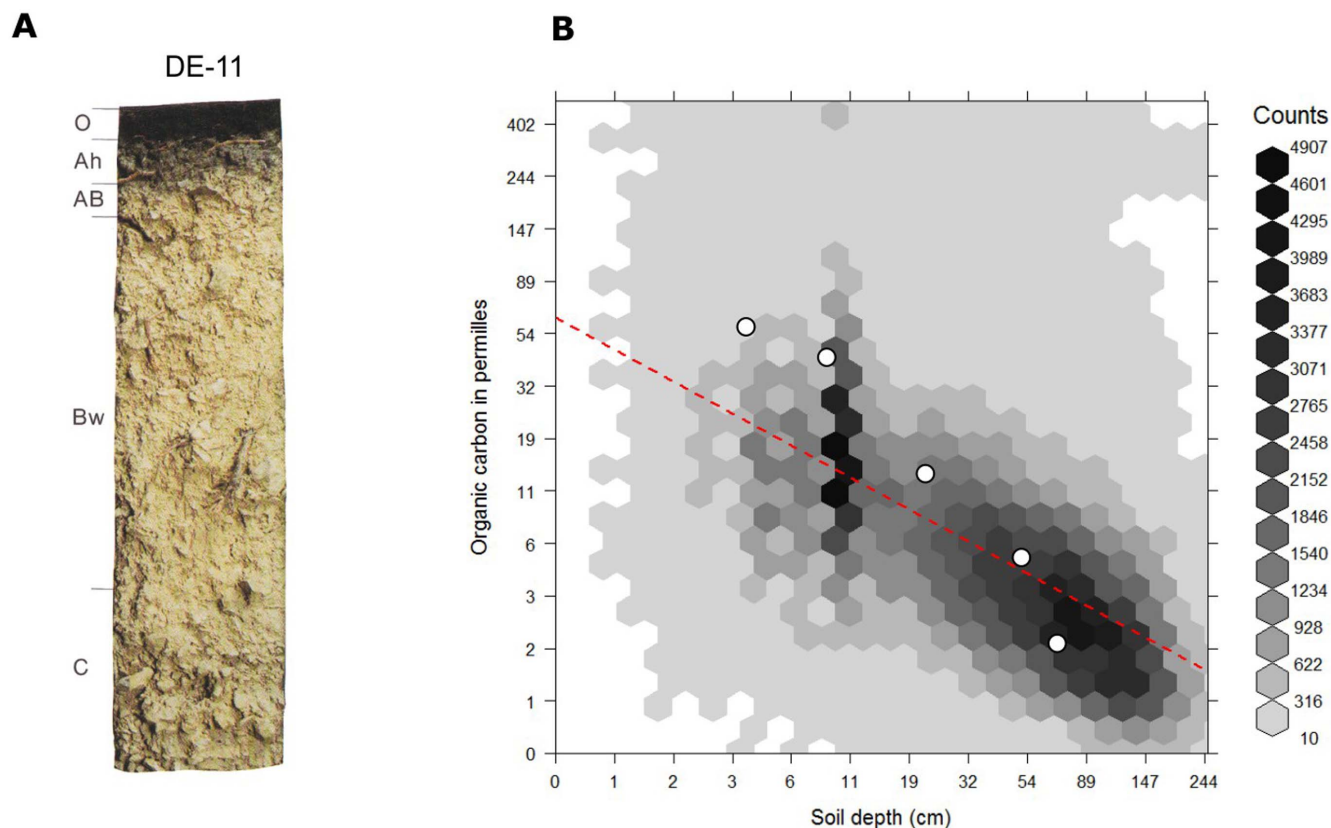 A
DE-11
O
Ah
AB
Bw
C
B
Organic carbon in permilles
402
244
147
89
54
32
19
11
6
3
2
1
0
0 1 2 3 6 11 19 32 54 89 147 244
Soil depth (cm)
Counts
4907
4601
4295
3989
3683
3377
3071
2765
2458
2152
1846
1540
1234
928
622
316
10